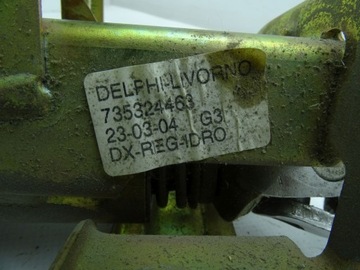 DELPHI-LIVORNO
735324463
23-03-04 G3
DX-REG-IDRO